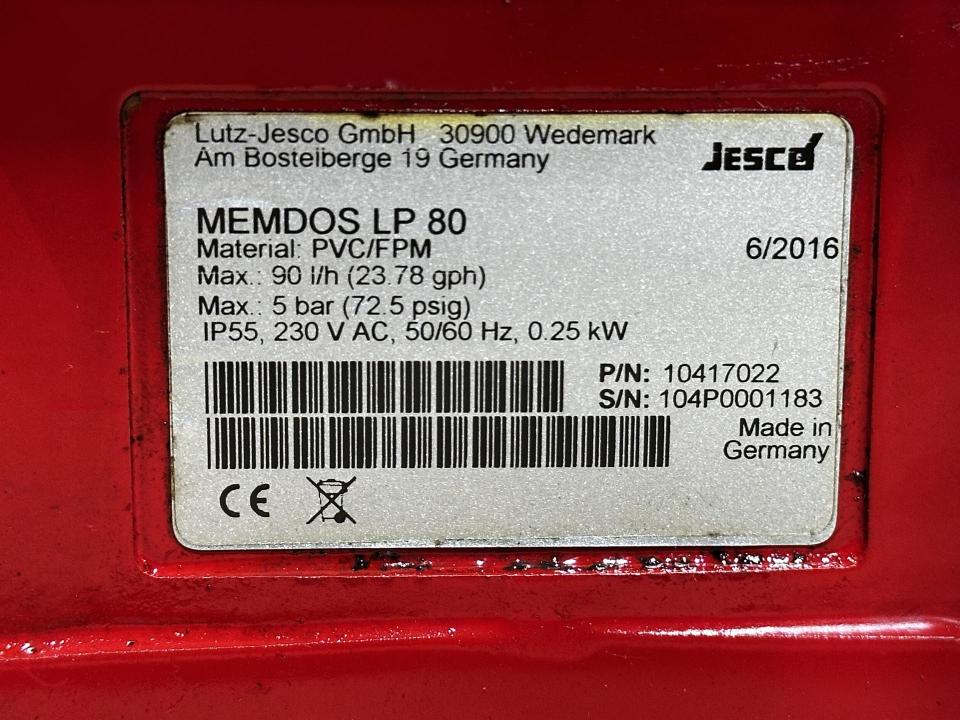 Lutz-Jesco GmbH 30900 Wedemark
Am Bostelberge 19 Germany
JESCO
MEMDOS LP 80
Material: PVC/FPM
6/2016
Max.: 90 l/h (23.78 gph)
Max.: 5 bar (72.5 psig)
IP55, 230 V AC, 50/60 Hz, 0.25 kW
P/N: 10417022
S/N: 104P0001183
Made in
Germany
CE